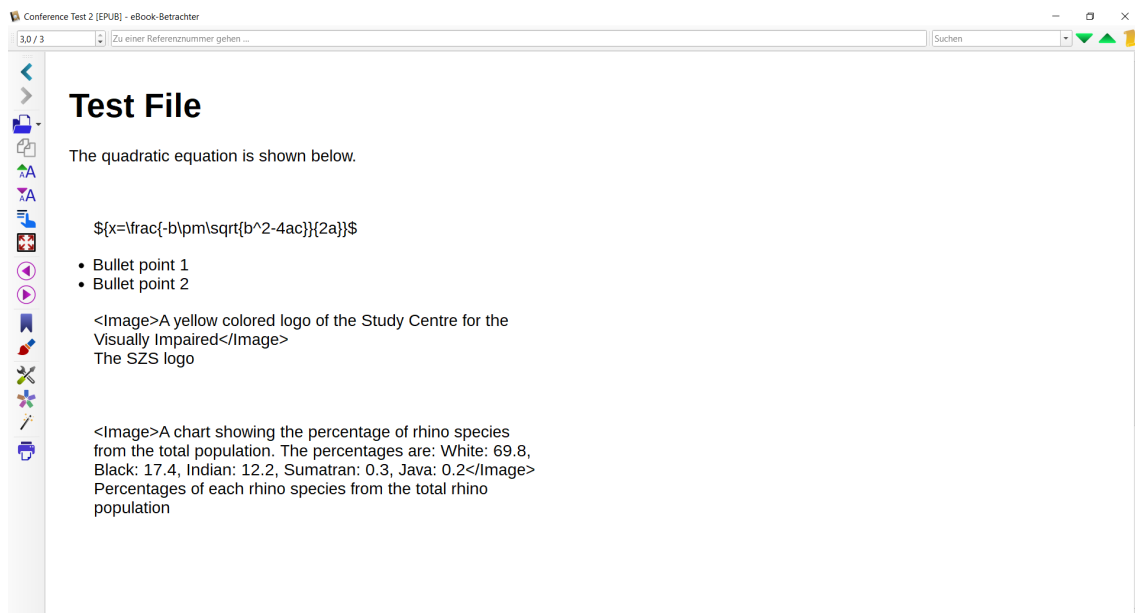 Conference Test 2 [EPUB] - eBook-Betrachter
3,0 / 3
Zu einer Referenznummer gehen ...
Suchen
Test File
The quadratic equation is shown below.
${x=\frac{-b\pm\sqrt{b^2-4ac}}{2a}}$
• Bullet point 1
• Bullet point 2
<Image>A yellow colored logo of the Study Centre for the
Visually Impaired</Image>
The SZS logo
<Image>A chart showing the percentage of rhino species
from the total population. The percentages are: White: 69.8,
Black: 17.4, Indian: 12.2, Sumatran: 0.3, Java: 0.2</Image>
Percentages of each rhino species from the total rhino
population